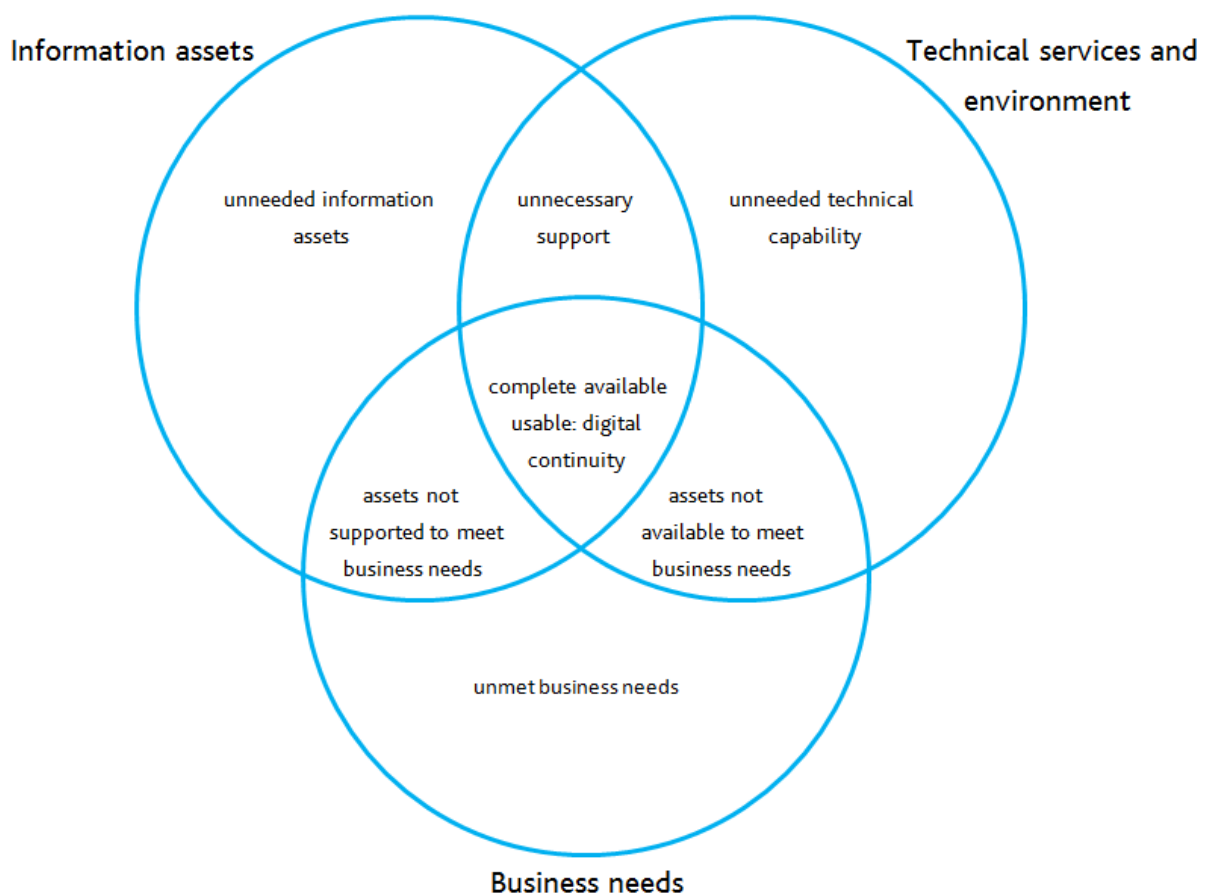 Information assets
Technical services and
environment
unneeded information
assets
unnecessary
support
unneeded technical
capability
complete available
usable: digital
continuity
assets not
supported to meet
business needs
assets not
available to meet
business needs
unmet business needs
Business needs